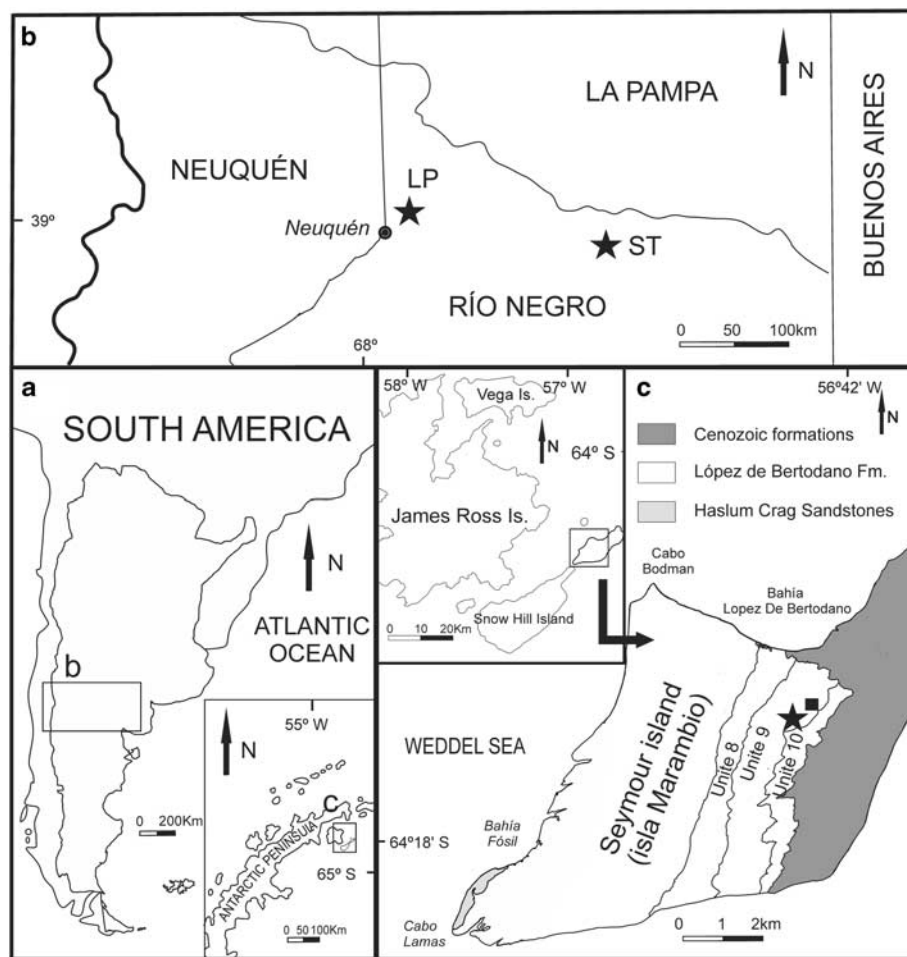 b
N
LA PAMPA
BUENOS AIRES
NEUQUÉN
LP
39º
Neuquén
ST
RÍO NEGRO
0 50 100km
68º
a
SOUTH AMERICA
N
ATLANTIC
OCEAN
b
0 200Km
55º W
N
C
ANTARCTIC PENINSULA
65º S
0 50 100Km
58º W
57º W
Vega Is.
N
64º S
James Ross Is.
Snow Hill Island
0 10 20Km
c
56º42' W
N
Cenozoic formations
López de Bertodano Fm.
Haslum Crag Sandstones
Cabo
Bodman
Bahía
Lopez De Bertodano
Seymour island
(isla Marambio)
Unite 8
Unite 9
Unite 10
WEDDEL SEA
64º18' S
Bahía
Fósil
Cabo
Lamas
0 1 2km